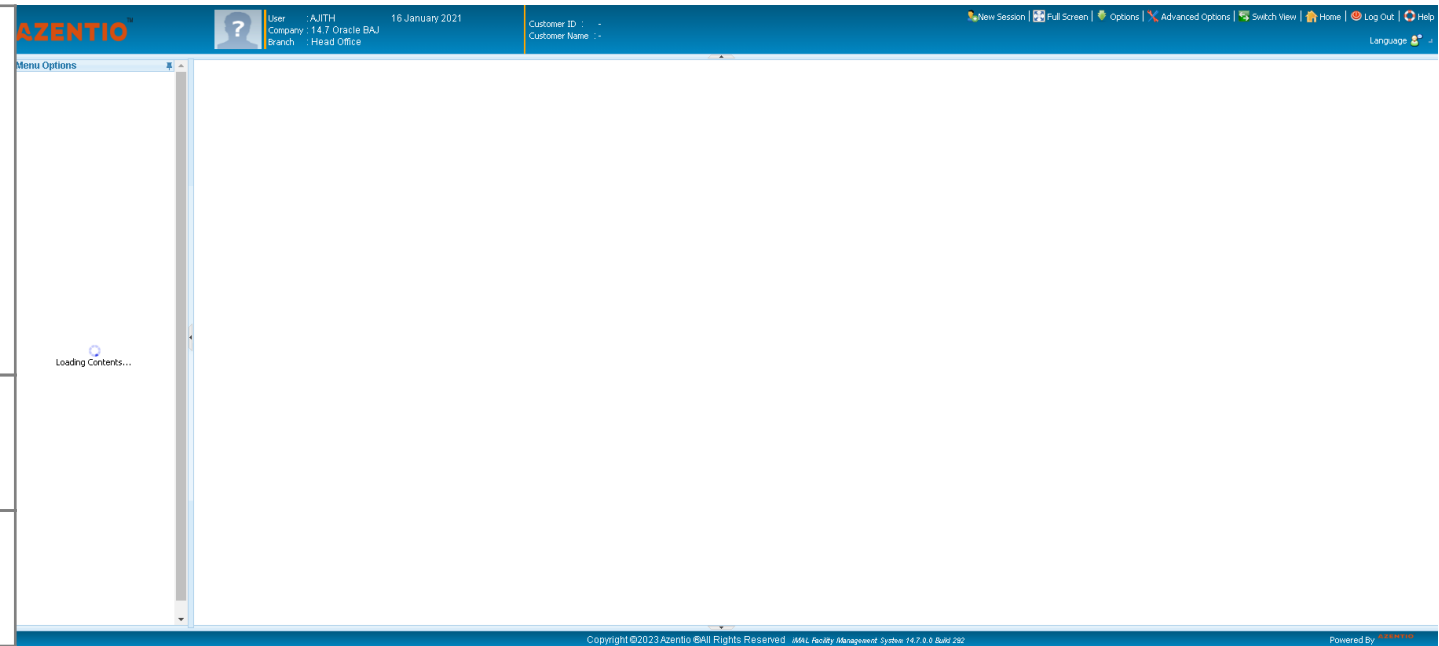 AZENTIO™
User : AJITH 16 January 2021
Company : 14.7 Oracle BAJ
Branch : Head Office
Customer ID : -
Customer Name : -
New Session | Full Screen | Options | Advanced Options | Switch View | Home | Log Out | Help
Language
Menu Options
Loading Contents...
Copyright ©2023 Azentio ®All Rights Reserved iMAL Facility Management System 14.7.0.0 Build 292
Powered By AZENTIO